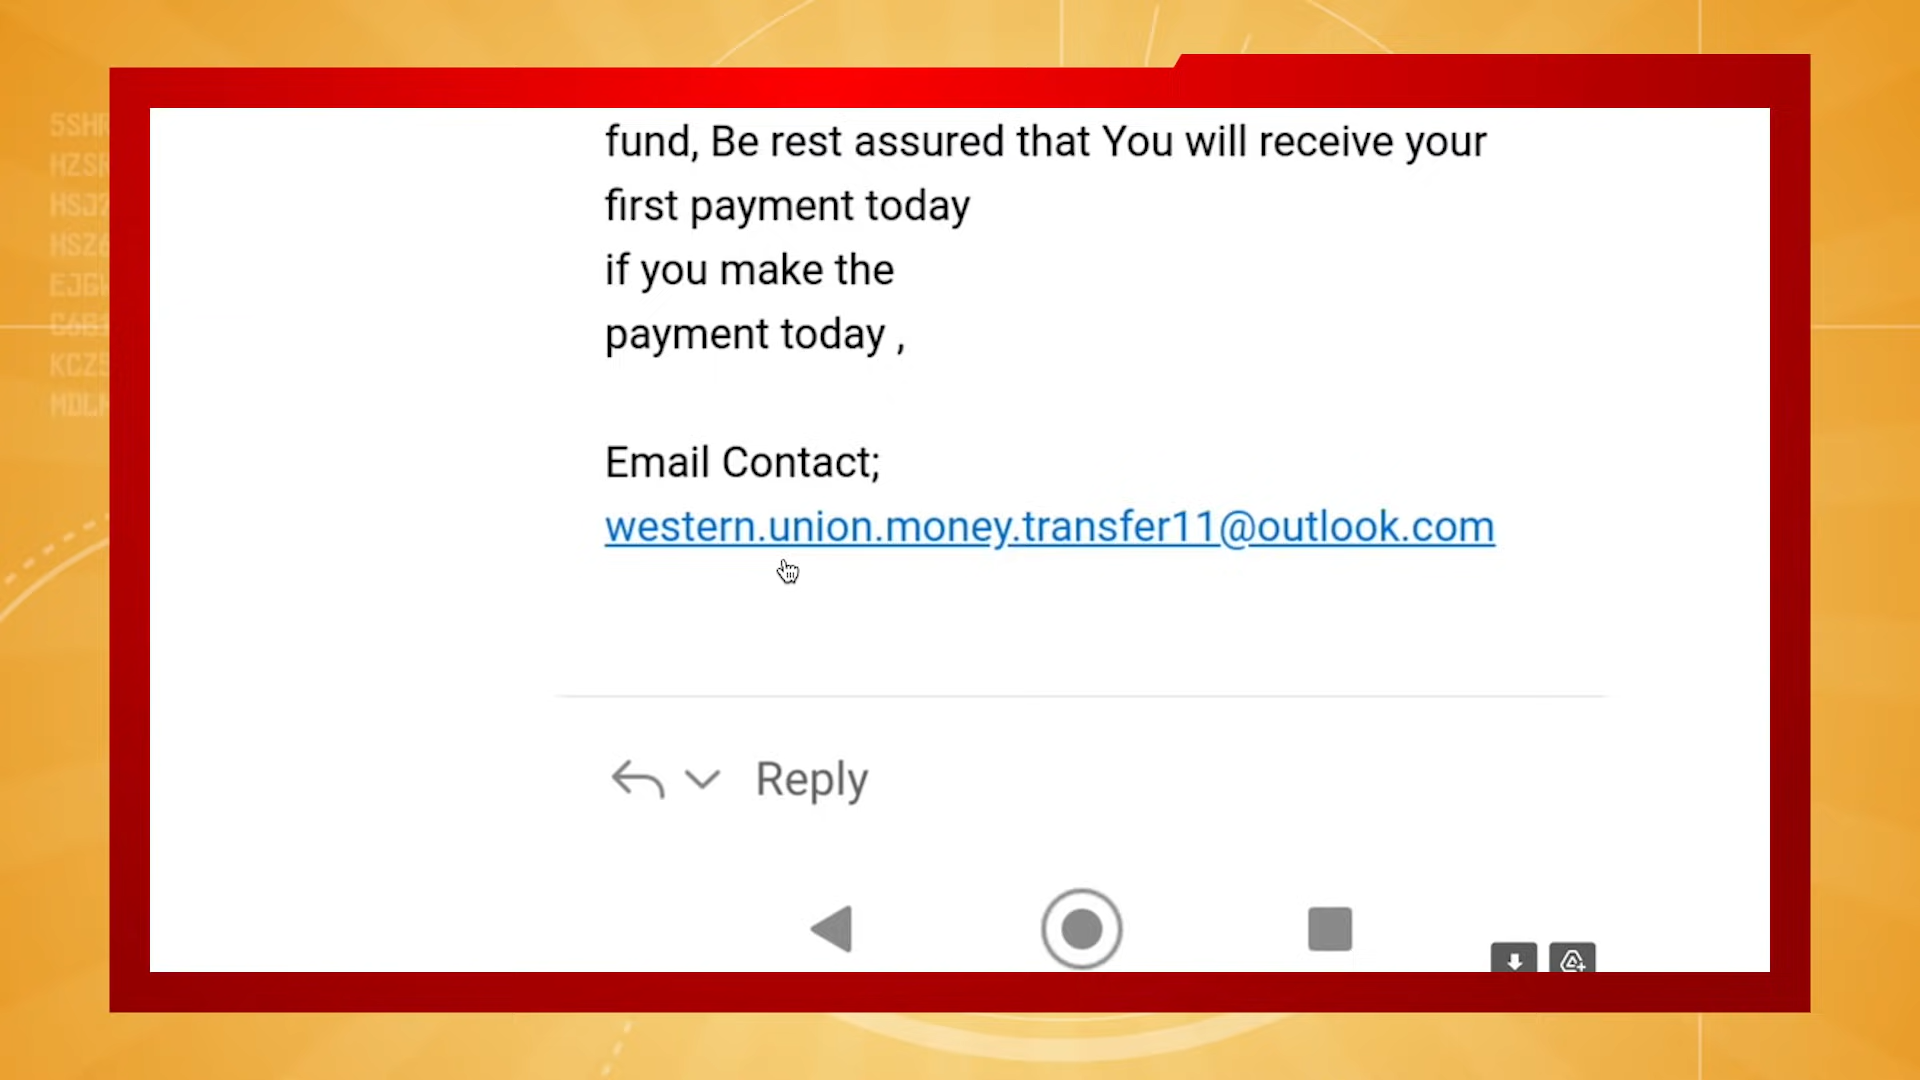 fund, Be rest assured that You will receive your
first payment today
if you make the
payment today ,
Email Contact;
western.union.money.transfer11@outlook.com
Reply